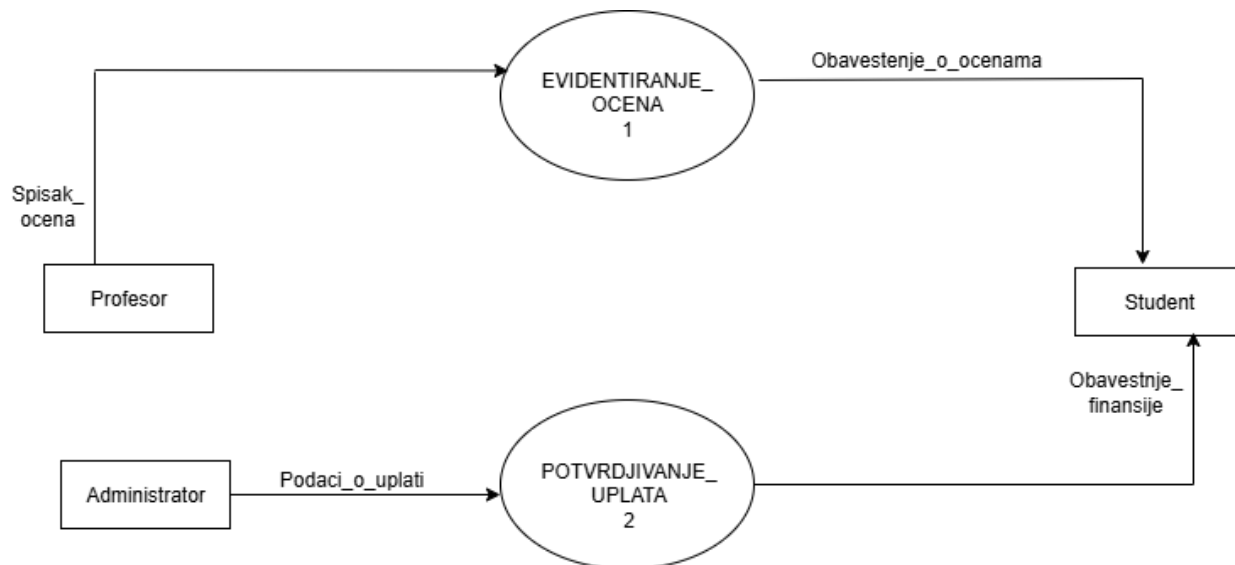 EVIDENTIRANJE_
OCENA
1
Obavestenje_o_ocenama
Spisak_
ocena
Profesor
Student
Obavestnje_
finansije
Administrator
Podaci_o_uplati
POTVRDJIVANJE_
UPLATA
2